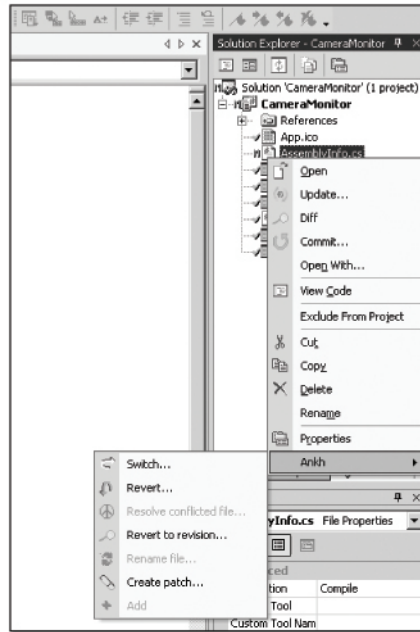 Solution Explorer - CameraMonitor
Solution 'CameraMonitor' (1 project)
CameraMonitor
References
App.ico
AssemblyInfo.cs
Open
Update...
Diff
Commit...
Open With...
View Code
Exclude From Project
Cut
Copy
Delete
Rename
Properties
Ankh
Switch...
Revert...
Resolve conflicted file...
Revert to revision...
Rename file...
Create patch...
Add
yInfo.cs File Properties
ced
tion Compile
Tool
Custom Tool Nam